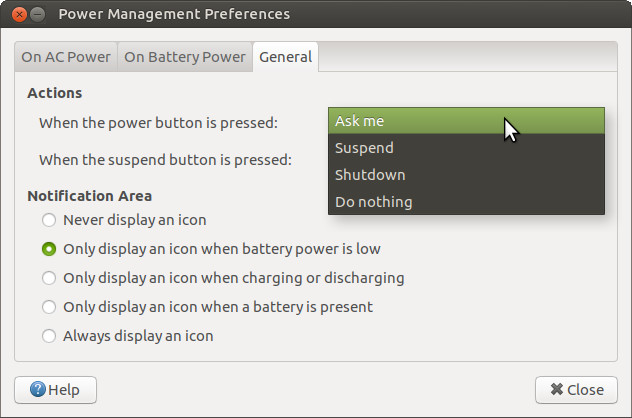 Power Management Preferences
On AC Power On Battery Power General
Actions
When the power button is pressed:
Ask me
Suspend
When the suspend button is pressed:
Shutdown
Do nothing
Notification Area
Never display an icon
Only display an icon when battery power is low
Only display an icon when charging or discharging
Only display an icon when a battery is present
Always display an icon
Help Close